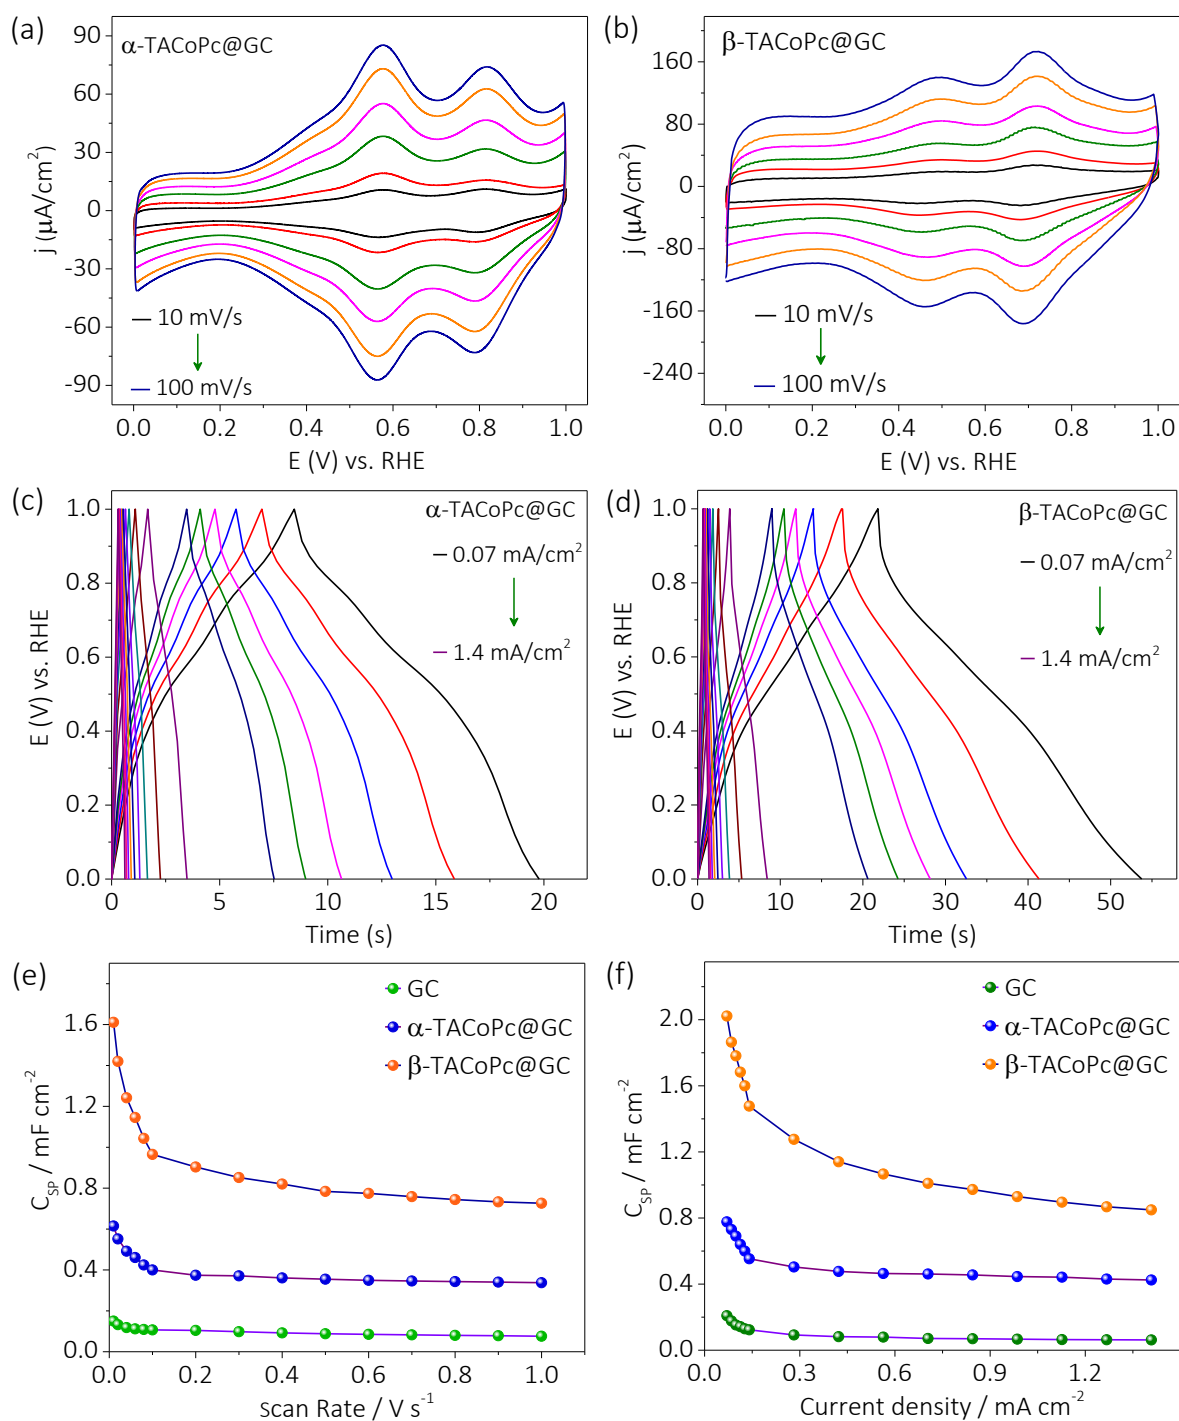 (a)
α-TACoPc@GC
90
60
30
0
-30
-60
-90
j (μA/cm²)
10 mV/s
100 mV/s
0.0 0.2 0.4 0.6 0.8 1.0
E (V) vs. RHE
(b)
β-TACoPc@GC
160
80
0
-80
-160
-240
j (μA/cm²)
10 mV/s
100 mV/s
0.0 0.2 0.4 0.6 0.8 1.0
E (V) vs. RHE
(c)
α-TACoPc@GC
0.07 mA/cm²
1.4 mA/cm²
1.0
0.8
0.6
0.4
0.2
0.0
E (V) vs. RHE
0 5 10 15 20
Time (s)
(d)
β-TACoPc@GC
0.07 mA/cm²
1.4 mA/cm²
1.0
0.8
0.6
0.4
0.2
0.0
E (V) vs. RHE
0 10 20 30 40 50
Time (s)
(e)
GC
α-TACoPc@GC
β-TACoPc@GC
1.6
1.2
0.8
0.4
0.0
C_SP / mF cm⁻²
0.0 0.2 0.4 0.6 0.8 1.0
Scan Rate / V s⁻¹
(f)
GC
α-TACoPc@GC
β-TACoPc@GC
2.0
1.6
1.2
0.8
0.4
0.0
C_SP / mF cm⁻²
0.0 0.3 0.6 0.9 1.2
Current density / mA cm⁻²